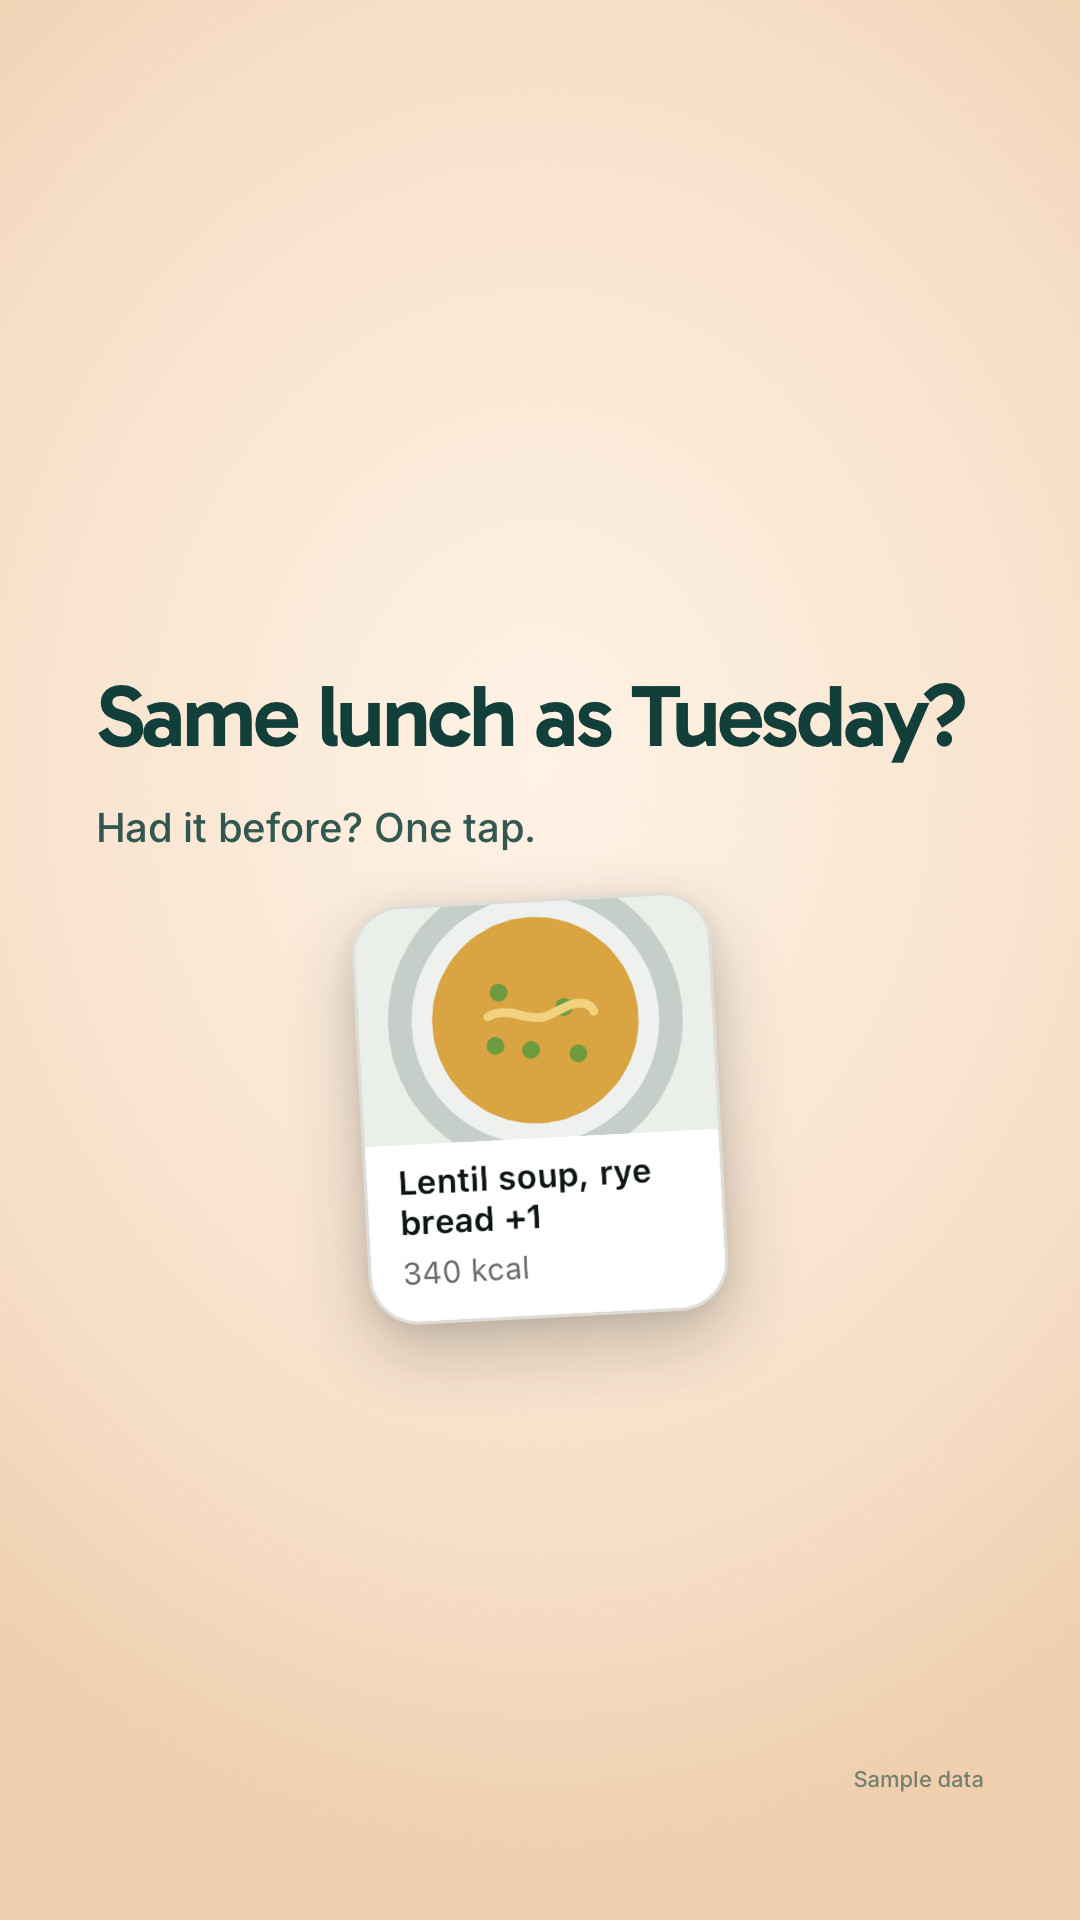 Same lunch as Tuesday?
Had it before? One tap.
Lentil soup, rye
bread +1
340 kcal
Sample data